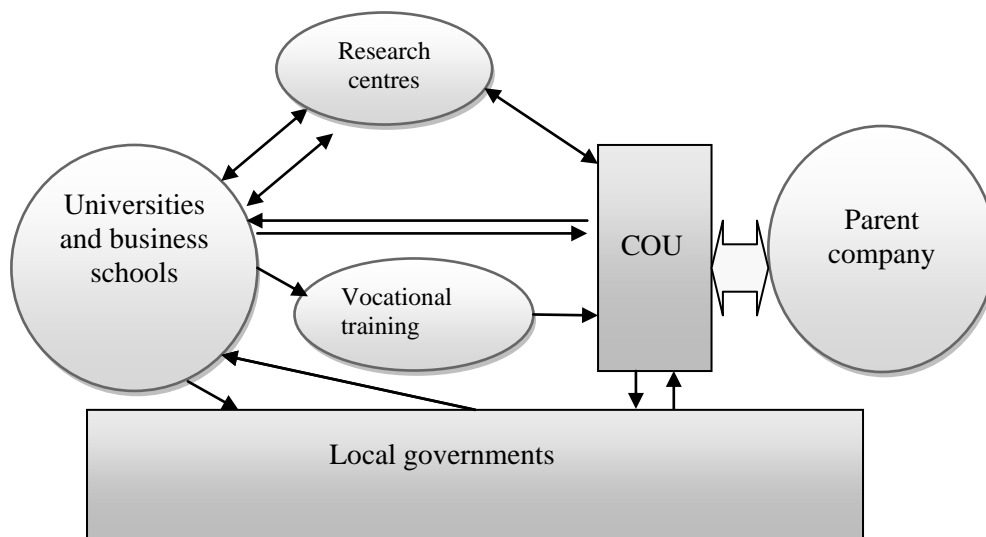 Research
centres
Universities
and business
schools
COU
Parent
company
Vocational
training
Local governments